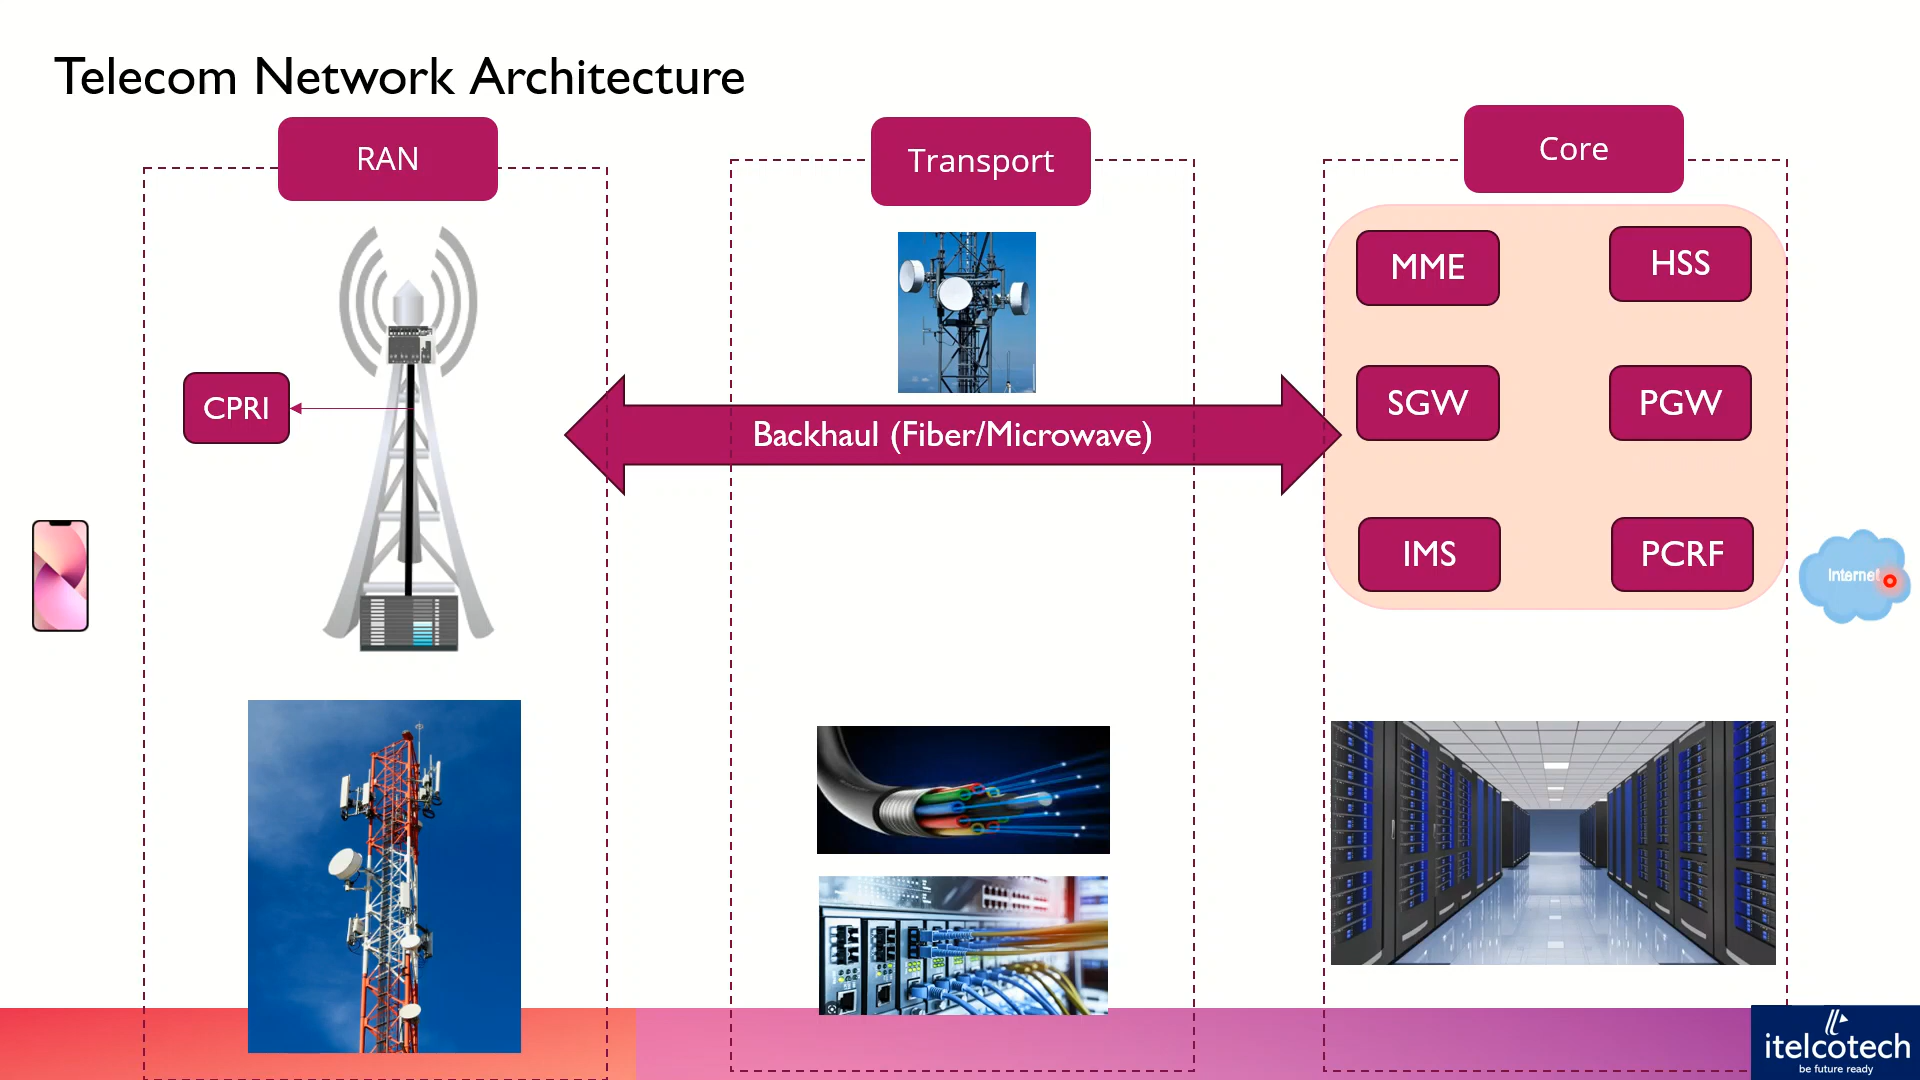 Telecom Network Architecture
RAN
Transport
Core
MME
HSS
CPRI
SGW
PGW
Backhaul (Fiber/Microwave)
IMS
PCRF
Internet
itelcotech
be future ready